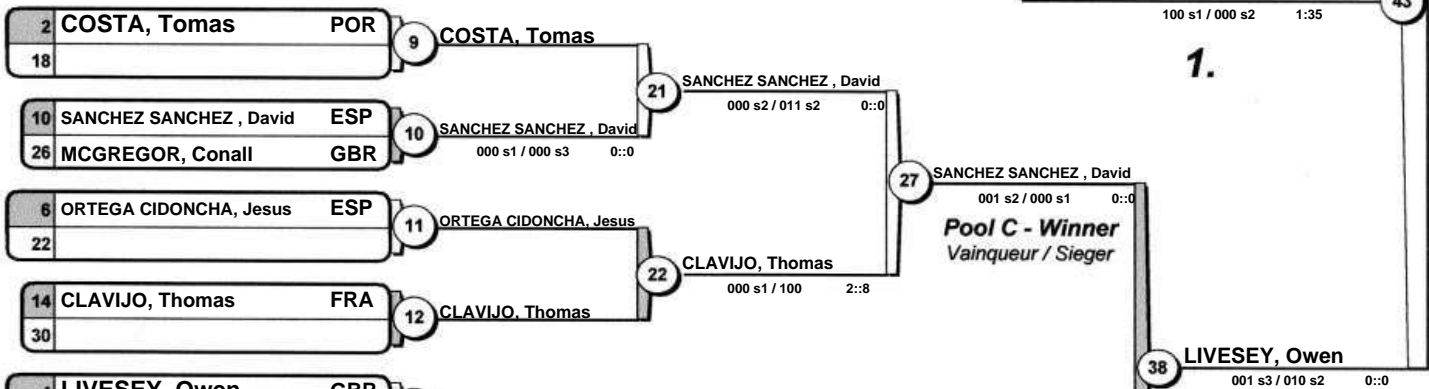 100 s1 / 000 s2 1:35
43
1.
2 COSTA, Tomas POR
18
9
COSTA, Tomas
10 SANCHEZ SANCHEZ , David ESP
26 MCGREGOR, Conall GBR
10
SANCHEZ SANCHEZ , David
000 s1 / 000 s3 0::0
21
SANCHEZ SANCHEZ , David
000 s2 / 011 s2 0::0
6 ORTEGA CIDONCHA, Jesus ESP
22
11
ORTEGA CIDONCHA, Jesus
14 CLAVIJO, Thomas FRA
30
12
CLAVIJO, Thomas
22
CLAVIJO, Thomas
000 s1 / 100 2::8
27
SANCHEZ SANCHEZ , David
001 s2 / 000 s1 0::0
Pool C - Winner
Vainqueur / Sieger
38
LIVESEY, Owen
001 s3 / 010 s2 0::0
LIVESEY, Owen GBR